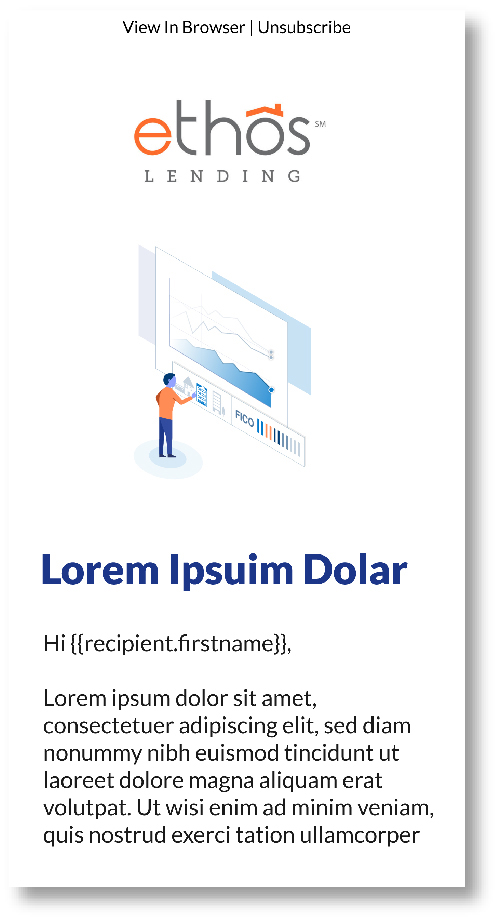 View In Browser | Unsubscribe
ethos SM
LENDING
FICO
Lorem Ipsuim Dolar
Hi {{recipient.firstname}},
Lorem ipsum dolor sit amet,
consectetuer adipiscing elit, sed diam
nonummy nibh euismod tincidunt ut
laoreet dolore magna aliquam erat
volutpat. Ut wisi enim ad minim veniam,
quis nostrud exerci tation ullamcorper